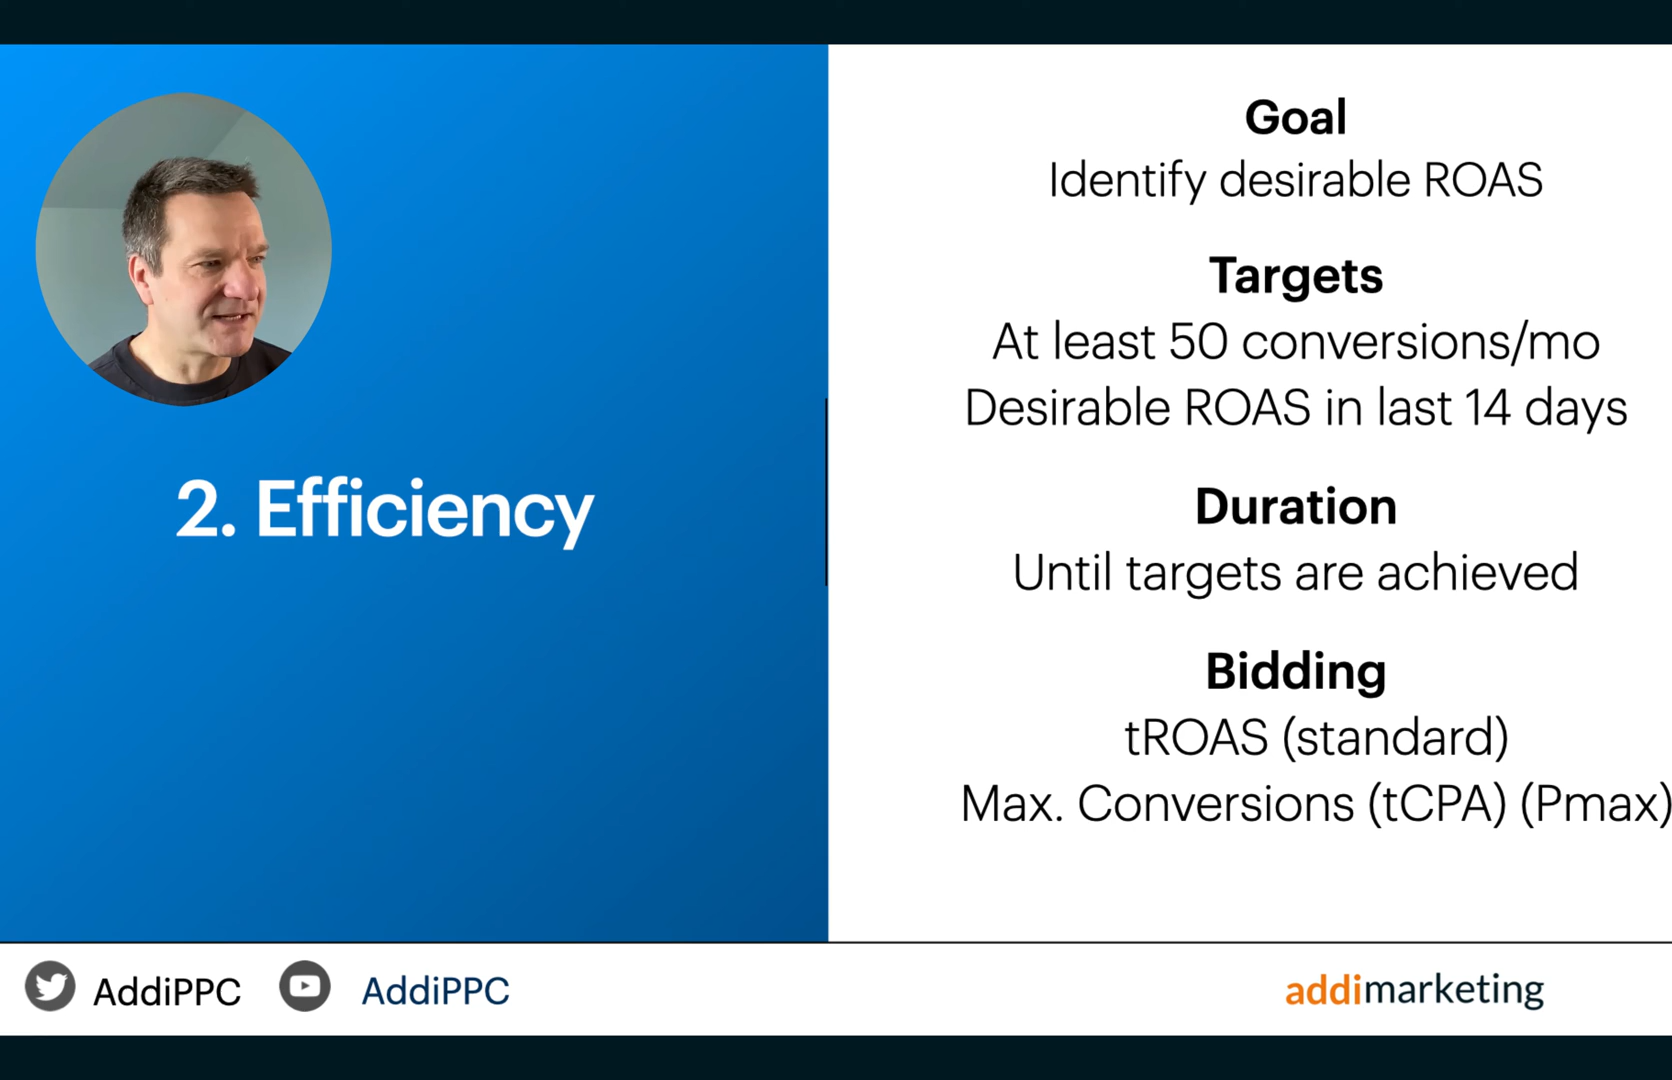 2. Efficiency
Goal
Identify desirable ROAS
Targets
At least 50 conversions/mo
Desirable ROAS in last 14 days
Duration
Until targets are achieved
Bidding
tROAS (standard)
Max. Conversions (tCPA) (Pmax)
AddiPPC
AddiPPC
addimarketing